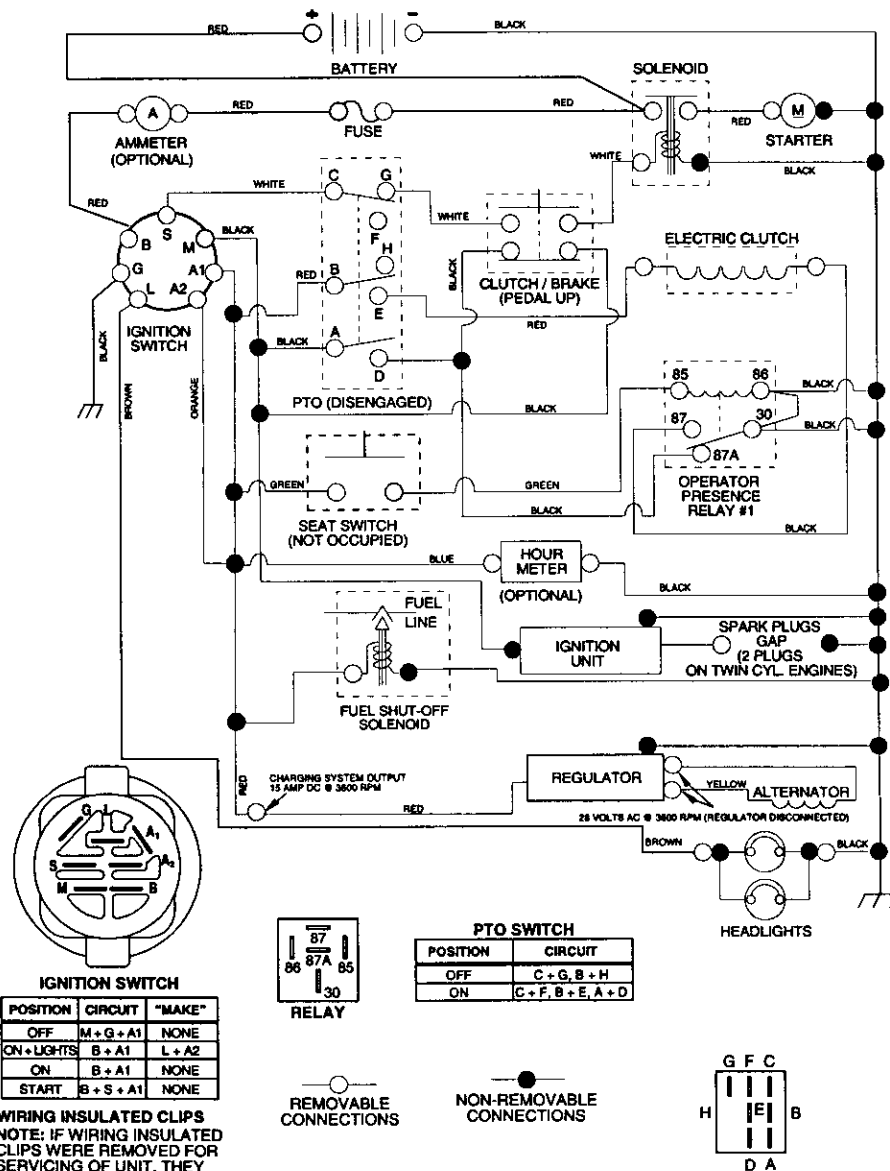 + -
RED BLACK
BATTERY
SOLENOID
A RED RED RED M
AMMETER
(OPTIONAL)
FUSE
STARTER
WHITE BLACK
RED S WHITE C G
B M BLACK F WHITE
G A1 H
L A2
IGNITION
SWITCH
ELECTRIC CLUTCH
BLACK CLUTCH / BRAKE
(PEDAL UP)
RED B E RED
A BLACK D
BLACK BROWN ORANGE
PTO (DISENGAGED) BLACK
85 86 BLACK
87 30 BLACK
87A
OPERATOR
PRESENCE
RELAY #1
GREEN GREEN
BLACK BLACK
SEAT SWITCH
(NOT OCCUPIED)
BLUE HOUR
METER
(OPTIONAL)
BLACK
FUEL
LINE
IGNITION
UNIT
SPARK PLUGS
GAP
(2 PLUGS
ON TWIN CYL. ENGINES)
FUEL SHUT-OFF
SOLENOID
RED
CHARGING SYSTEM OUTPUT
15 AMP DC @ 3600 RPM
RED
REGULATOR YELLOW ALTERNATOR
28 VOLTS AC @ 3600 RPM (REGULATOR DISCONNECTED)
BROWN BLACK
HEADLIGHTS
G L A1
S A2
M B
IGNITION SWITCH
POSITION CIRCUIT "MAKE"
OFF M + G + A1 NONE
ON + LIGHTS B + A1 L + A2
ON B + A1 NONE
START B + S + A1 NONE
WIRING INSULATED CLIPS
NOTE: IF WIRING INSULATED
CLIPS WERE REMOVED FOR
SERVICING OF UNIT, THEY
87
87A
86 85
30
RELAY
PTO SWITCH
POSITION CIRCUIT
OFF C + G, B + H
ON C + F, B + E, A + D
REMOVABLE
CONNECTIONS
NON-REMOVABLE
CONNECTIONS
G F C
H E B
D A